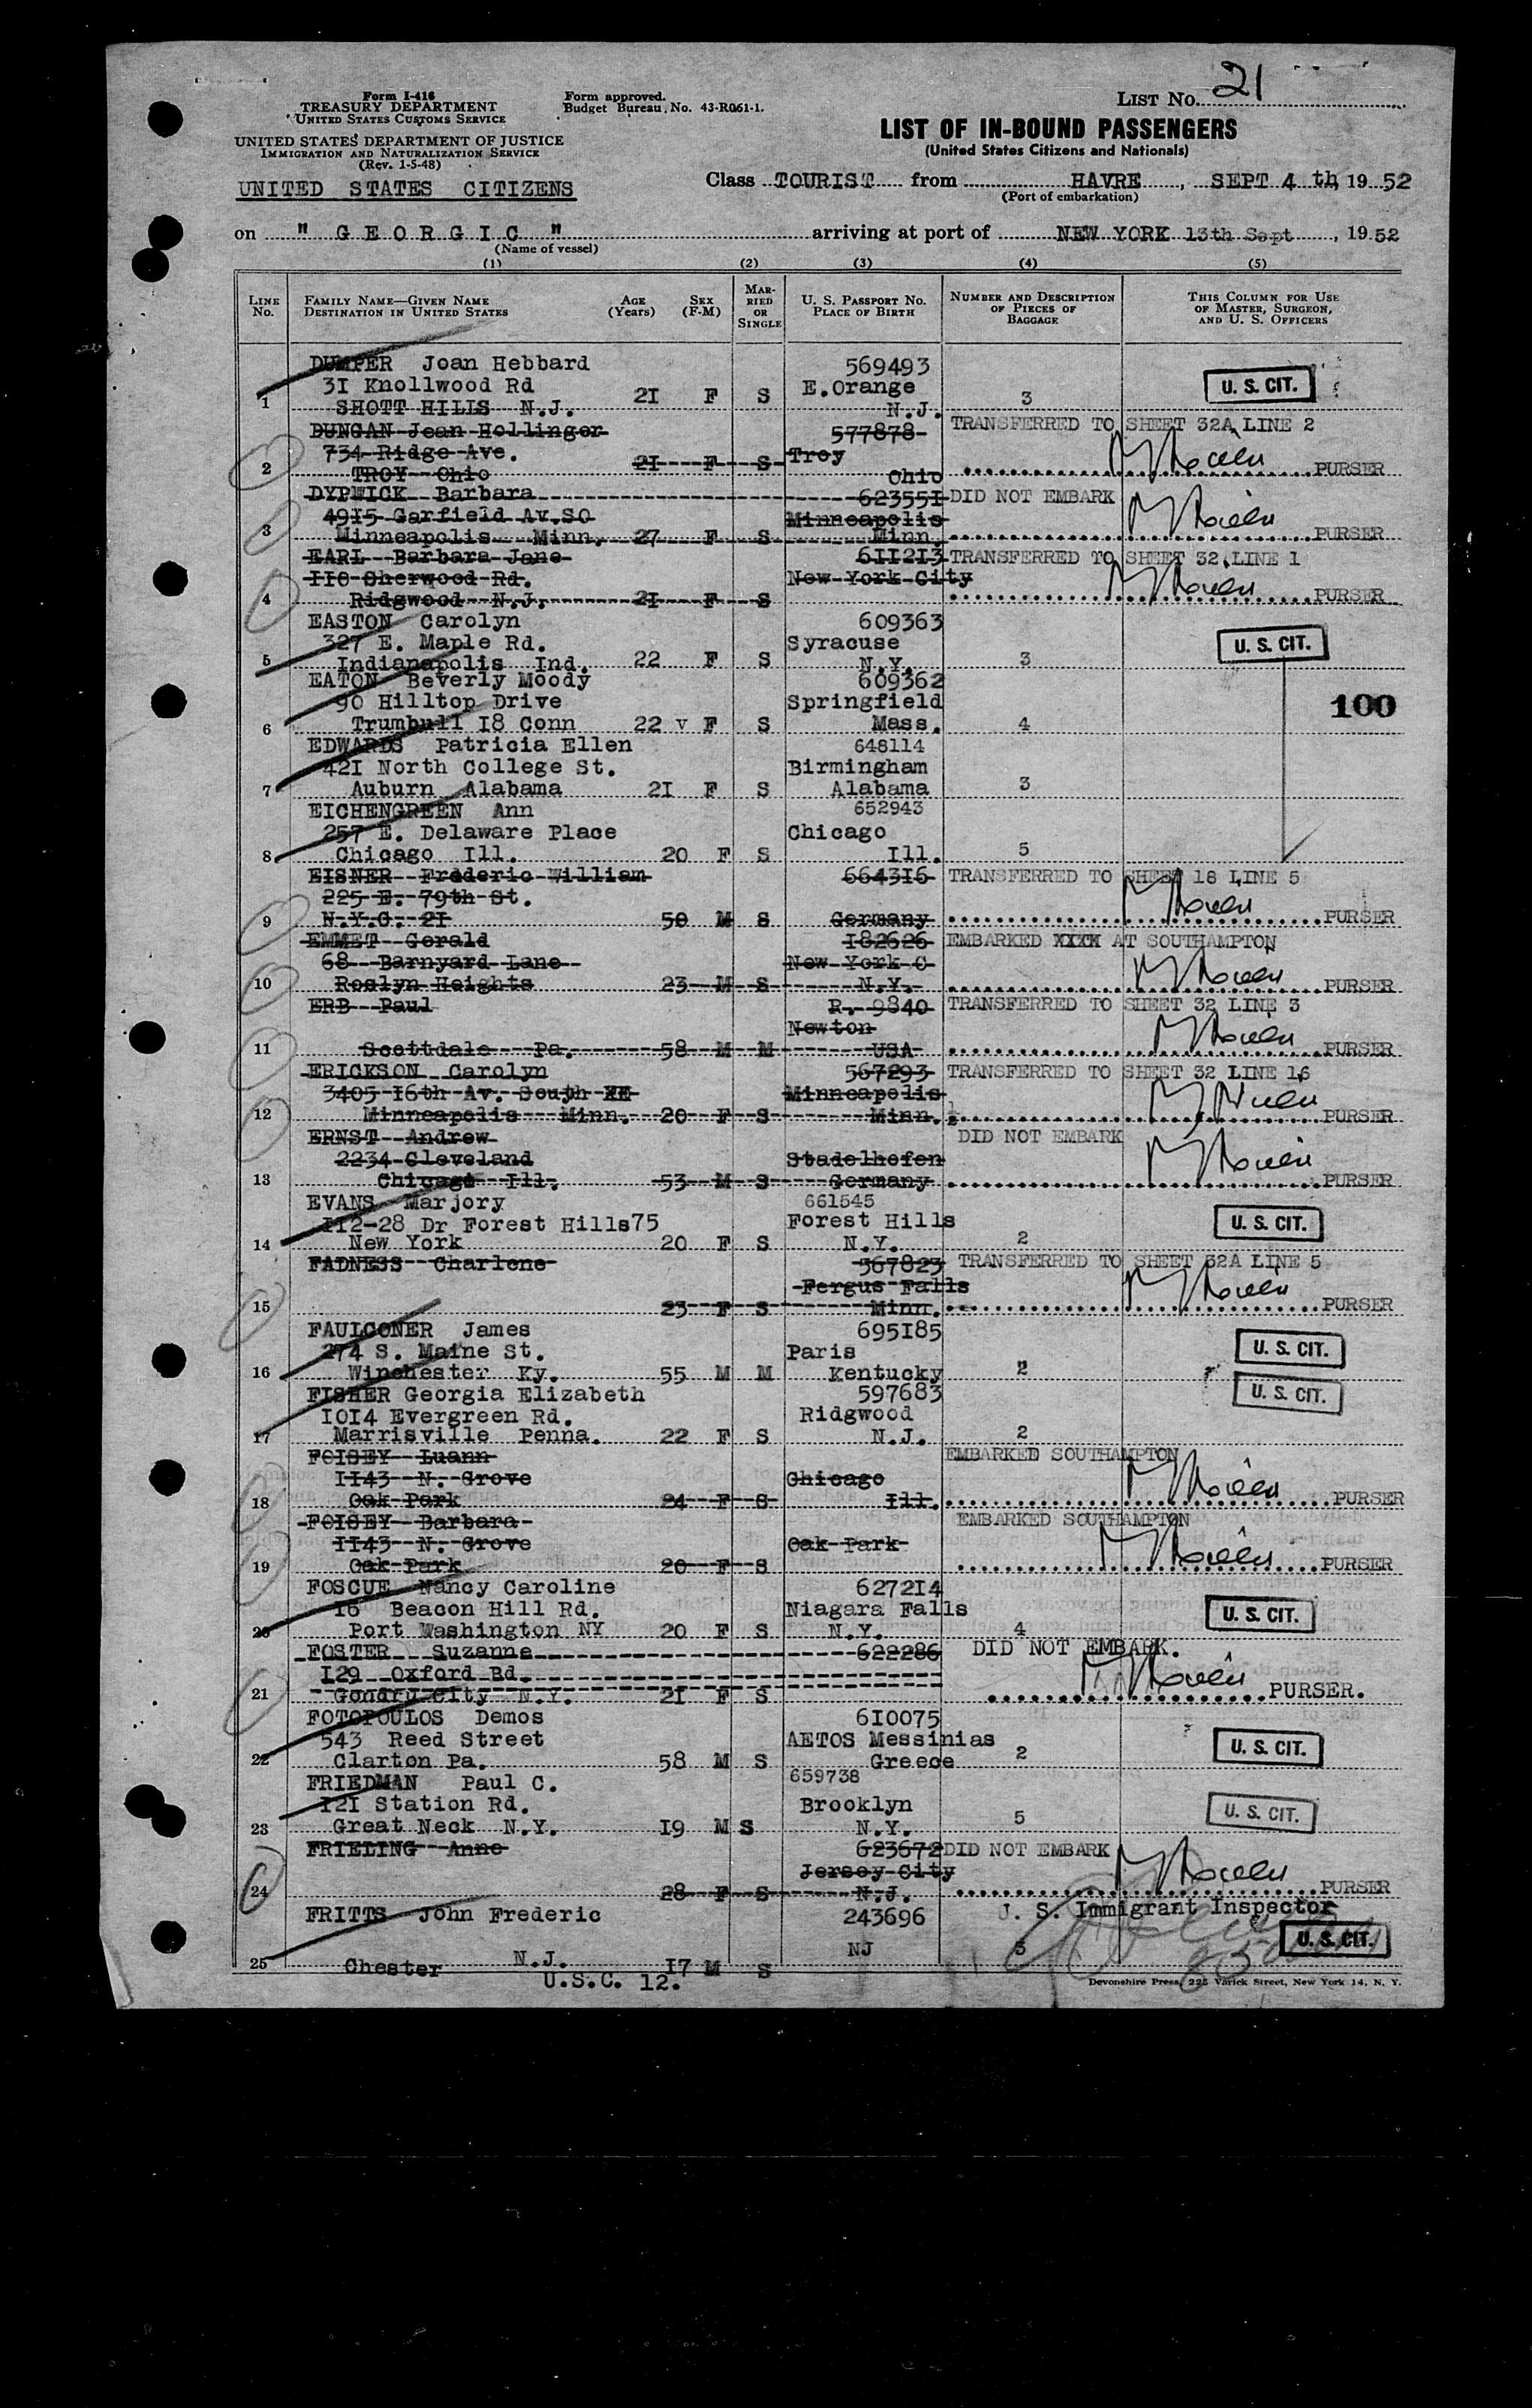 LIST NO. 21
Form I-416
TREASURY DEPARTMENT
UNITED STATES CUSTOMS SERVICE
Form approved.
Budget Bureau, No. 43-R061-1.
UNITED STATES DEPARTMENT OF JUSTICE
IMMIGRATION AND NATURALIZATION SERVICE
(Rev. 1-5-48)
LIST OF IN-BOUND PASSENGERS
(United States Citizens and Nationals)
UNITED STATES CITIZENS
Class TOURIST from HAVRE, SEPT 4 th, 19 52
(Port of embarkation)
on " G E O R G I C " arriving at port of NEW YORK 13th Sept, 19 52
(Name of vessel)
(1) (2) (3) (4) (5)
LINE No. FAMILY NAME—GIVEN NAME DESTINATION IN UNITED STATES AGE (Years) SEX (F-M) MARRIED OR SINGLE U. S. PASSPORT NO. PLACE OF BIRTH NUMBER AND DESCRIPTION OF PIECES OF BAGGAGE THIS COLUMN FOR USE OF MASTER, SURGEON, AND U. S. OFFICERS
DUMPER Joan Hebbard 569493
31 Knollwood Rd E.Orange U. S. CIT.
1 SHOTT HILLS N.J. 21 F S N.J. 3
DUNCAN Jean Hollinger 577878 TRANSFERRED TO SHEET 32A LINE 2
734 Ridge Ave. Troy
2 TROY Ohio 21 F S Ohio PURSER
DYPWICK Barbara 623551 DID NOT EMBARK
4915 Garfield Av.SO Minneapolis
3 Minneapolis Minn. 27 F S Minn. PURSER
EARL Barbara Jane 611213 TRANSFERRED TO SHEET 32 LINE 1
118 Sherwood Rd. New York City
4 Ridgwood N.J. 21 F S PURSER
EASTON Carolyn 609363
327 E. Maple Rd. Syracuse U. S. CIT.
5 Indianapolis Ind. 22 F S N.Y. 3
EATON Beverly Moody 609362
90 Hilltop Drive Springfield 100
6 Trumbull 18 Conn 22 v F S Mass. 4
EDWARDS Patricia Ellen 648114
421 North College St. Birmingham
7 Auburn Alabama 21 F S Alabama 3
EICHENGREEN Ann 652943
257 E. Delaware Place Chicago
8 Chicago Ill. 20 F S Ill. 5
EISNER Frederic William 664316 TRANSFERRED TO SHEET 18 LINE 5
225 E. 79th St.
9 N.Y.C. 21 50 M S Germany PURSER
EMMET Gerald 182626 EMBARKED XXXX AT SOUTHAMPTON
68 Barnyard Lane New York C
10 Roslyn Heights 23 M S N.Y. PURSER
ERB Paul R. 9840 TRANSFERRED TO SHEET 32 LINE 3
Newton
11 Scottdale Pa. 58 M M USA PURSER
ERICKSON Carolyn 567293 TRANSFERRED TO SHEET 32 LINE 16
3405 16th Av. South Minneapolis
12 Minneapolis Minn. 20 F S Minn. PURSER
ERNST Andrew DID NOT EMBARK
2234 Cleveland Stadelhofen
13 Chicago Ill. 53 M S Germany PURSER
EVANS Marjory 661545
112-28 Dr Forest Hills75 Forest Hills U. S. CIT.
14 New York 20 F S N.Y. 2
FADNESS Charlene 567823 TRANSFERRED TO SHEET 32A LINE 5
Fergus Falls
15 23 F S Minn. PURSER
FAULCONER James 695185
274 S. Maine St. Paris U. S. CIT.
16 Winchester Ky. 55 M M Kentucky 2
FISHER Georgia Elizabeth 597683 U. S. CIT.
1014 Evergreen Rd. Ridgwood
17 Marrisville Penna. 22 F S N.J. 2
FOISEY Luann EMBARKED SOUTHAMPTON
1143 N. Grove Chicago
18 Oak Park 24 F S Ill. PURSER
FOISEY Barbara EMBARKED SOUTHAMPTON
1143 N. Grove Oak Park
19 Oak Park 20 F S PURSER
FOSCUE Nancy Caroline 627214
16 Beacon Hill Rd. Niagara Falls U. S. CIT.
20 Port Washington NY 20 F S N.Y. 4
FOSTER Suzanne 622286 DID NOT EMBARK.
129 Oxford Bd.
21 City N.Y. 21 F S PURSER.
FOTOPOULOS Demos 610075
543 Reed Street AETOS Messinias U. S. CIT.
22 Clarton Pa. 58 M S Greece 2
FRIEDMAN Paul C. 659738
121 Station Rd. Brooklyn U. S. CIT.
23 Great Neck N.Y. 19 M S N.Y. 5
FRIELING Anne 623672 DID NOT EMBARK
Jersey City
24 28 F S N.J. PURSER
FRITTS John Frederic 243696 U. S. Immigrant Inspector
NJ 3 U. S. CIT.
25 Chester N.J. 17 M S
U.S.C. 12.
Devonshire Press, 225 Varick Street, New York 14, N. Y.